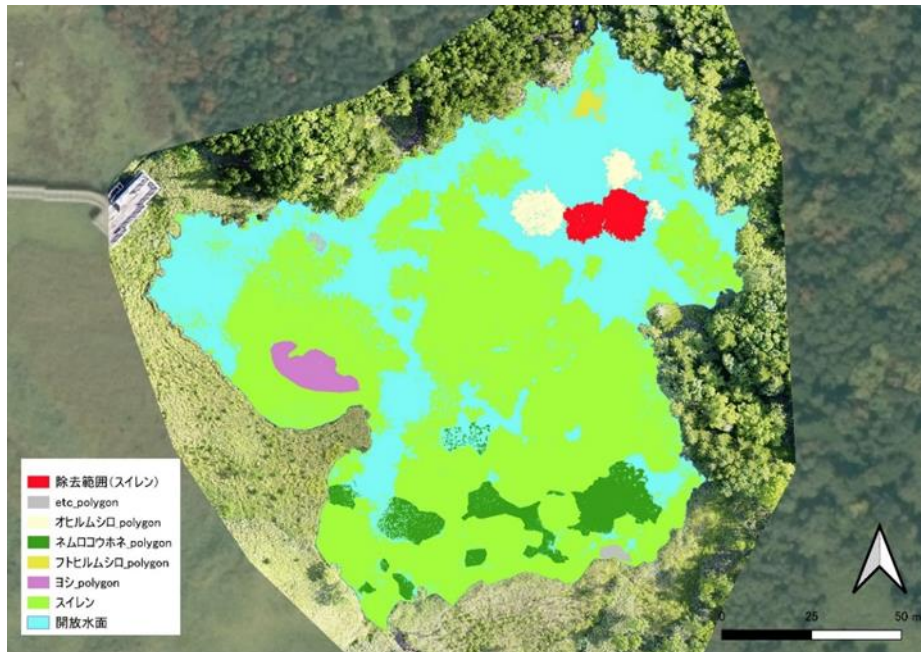 除去範囲(スイレン)
etc_polygon
オヒルムシロ_polygon
ネムロコウホネ_polygon
フトヒルムシロ_polygon
ヨシ_polygon
スイレン
開放水面
0 25 50 m